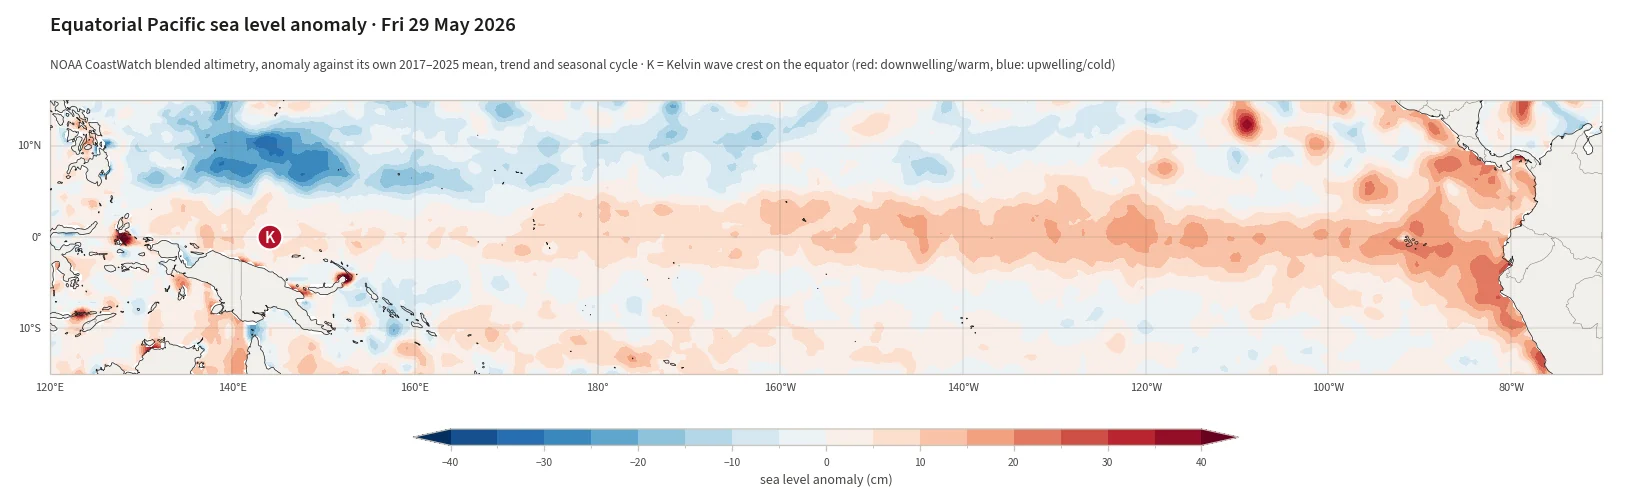 Equatorial Pacific sea level anomaly · Fri 29 May 2026
NOAA CoastWatch blended altimetry, anomaly against its own 2017–2025 mean, trend and seasonal cycle · K = Kelvin wave crest on the equator (red: downwelling/warm, blue: upwelling/cold)
10°N
0°
10°S
K
120°E 140°E 160°E 180° 160°W 140°W 120°W 100°W 80°W
−40 −30 −20 −10 0 10 20 30 40
sea level anomaly (cm)